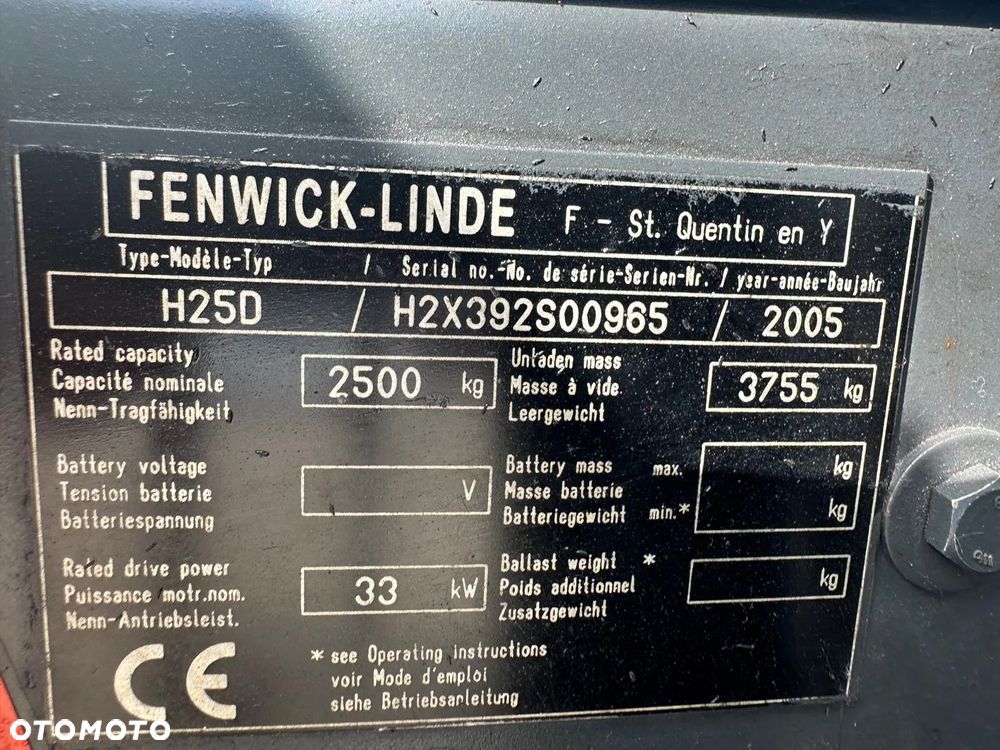 FENWICK-LINDE F - St. Quentin en Y
Type-Modèle-Typ / Serial no.-No. de série-Serien-Nr. / year-année-Baujahr
H25D / H2X392S00965 / 2005
Rated capacity
Capacité nominale 2500 kg
Nenn-Tragfähigkeit
Unladen mass
Masse à vide 3755 kg
Leergewicht
Battery voltage
Tension batterie V
Batteriespannung
Battery mass max. kg
Masse batterie
Batteriegewicht min.* kg
Rated drive power
Puissance motr.nom. 33 kW
Nenn-Antriebsleist.
Ballast weight *
Poids additionnel kg
Zusatzgewicht
CE
* see Operating instructions
voir Mode d'emploi
siehe Betriebsanleitung
OTOMOTO